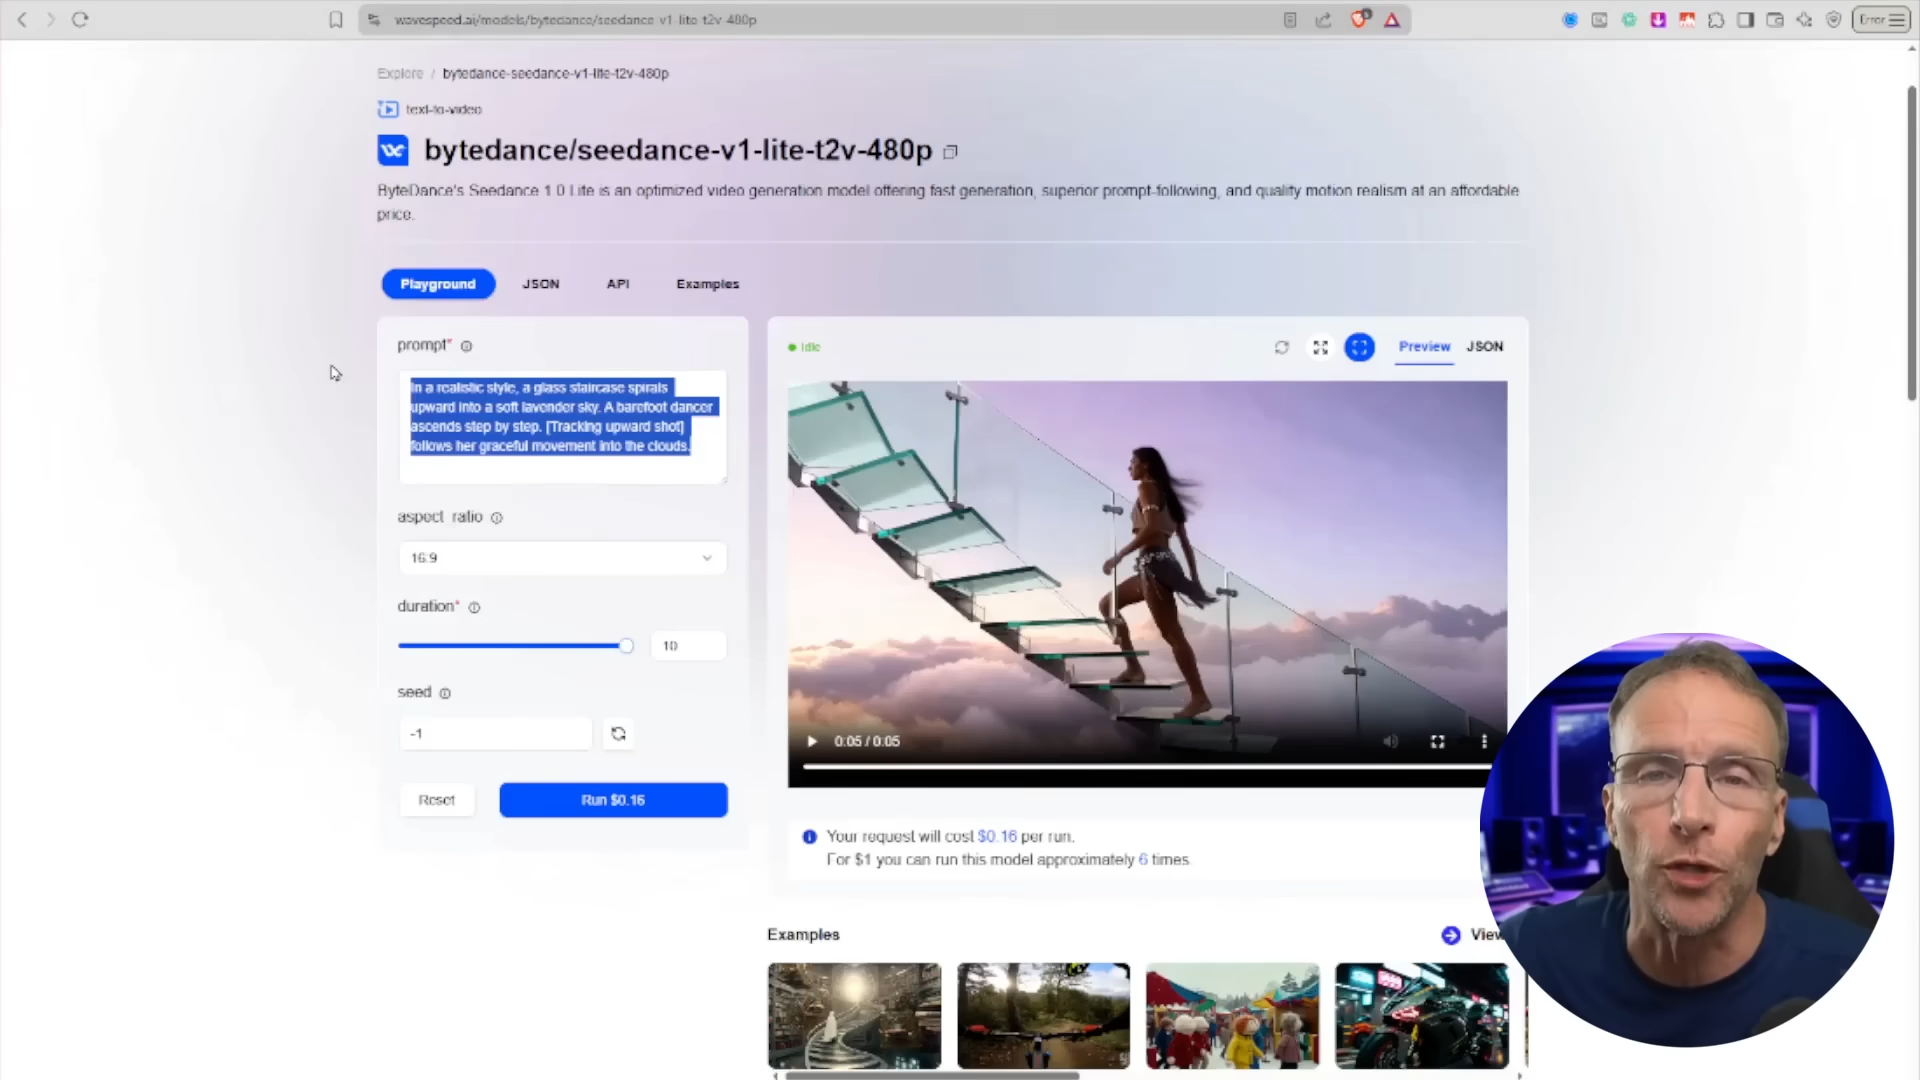 wavespeed.ai/models/bytedance/seedance-v1-lite-t2v-480p
Error
Explore / bytedance-seedance-v1-lite-t2v-480p
text-to-video
bytedance/seedance-v1-lite-t2v-480p
ByteDance's Seedance 1.0 Lite is an optimized video generation model offering fast generation, superior prompt-following, and quality motion realism at an affordable
price.
Playground JSON API Examples
prompt*
In a realistic style, a glass staircase spirals
upward into a soft lavender sky. A barefoot dancer
ascends step by step. [Tracking upward shot]
follows her graceful movement into the clouds.
aspect_ratio
16:9
duration*
10
seed
-1
Reset
Run $0.16
Idle
Preview JSON
0:05 / 0:05
Your request will cost $0.16 per run.
For $1 you can run this model approximately 6 times.
Examples
View